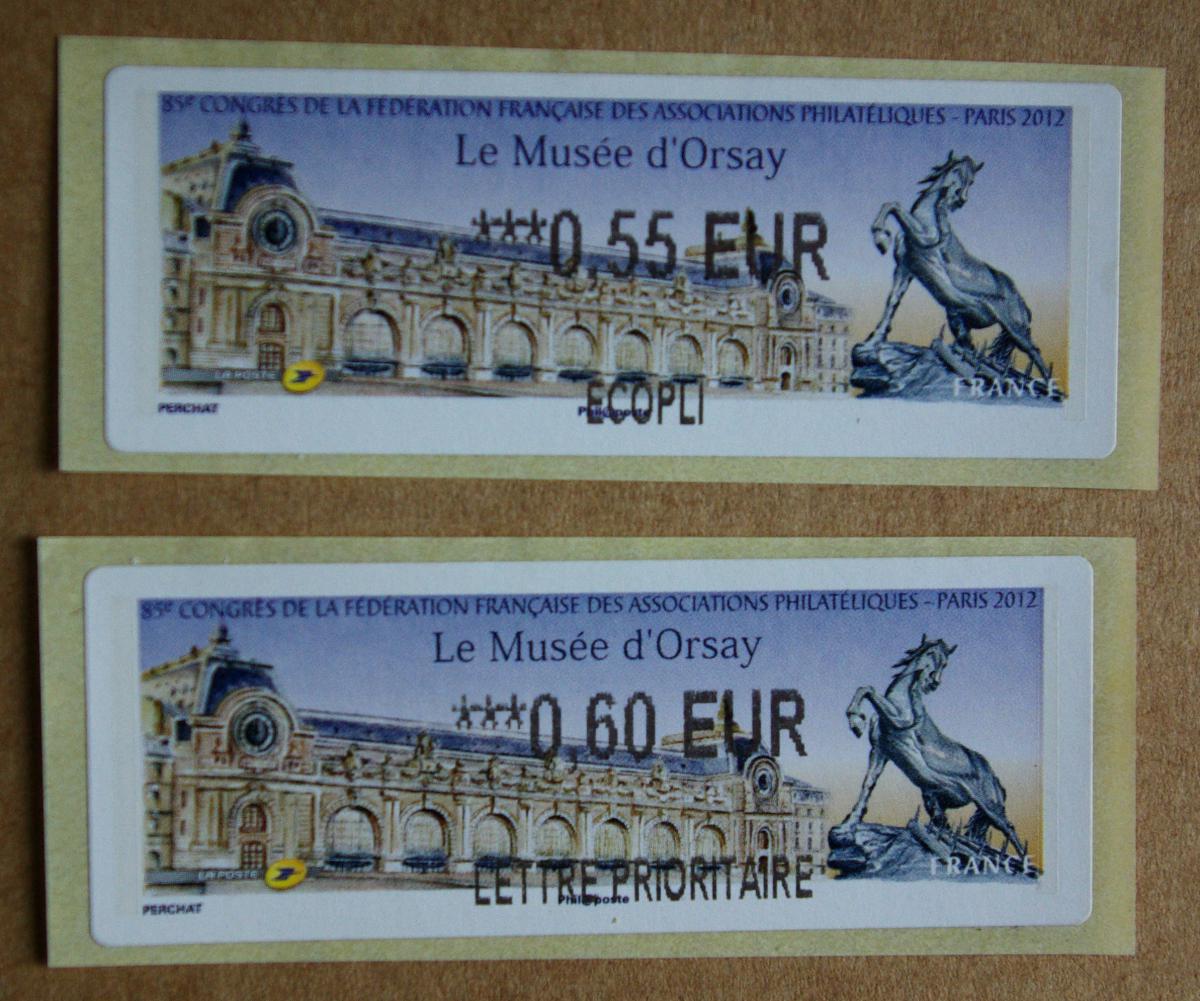 85e CONGRÈS DE LA FÉDÉRATION FRANÇAISE DES ASSOCIATIONS PHILATÉLIQUES - PARIS 2012
Le Musée d'Orsay
***0,55 EUR
LA POSTE
FRANCE
ECOPLI
PERCHAT
Phil@poste
85e CONGRÈS DE LA FÉDÉRATION FRANÇAISE DES ASSOCIATIONS PHILATÉLIQUES - PARIS 2012
Le Musée d'Orsay
***0,60 EUR
LA POSTE
FRANCE
LETTRE PRIORITAIRE
PERCHAT
Phil@poste